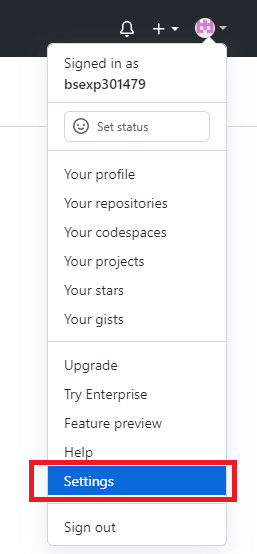 Signed in as
bsexp301479
Set status
Your profile
Your repositories
Your codespaces
Your projects
Your stars
Your gists
Upgrade
Try Enterprise
Feature preview
Help
Settings
Sign out